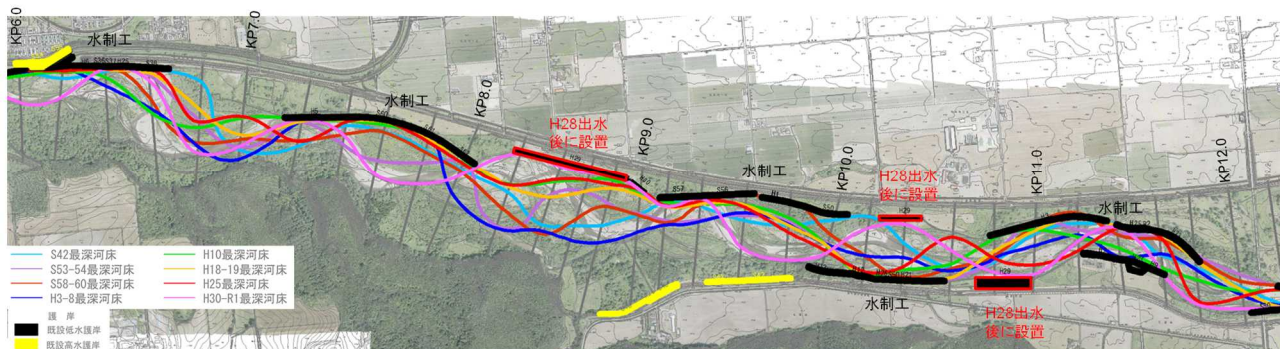 KP6.0
水制工
KP7.0
水制工
KP8.0
H28出水
後に設置
KP9.0
水制工
KP10.0
H28出水
後に設置
KP11.0
水制工
KP12.0
H29
H29
H29
水制工
H28出水
後に設置
S42最深河床
S53-54最深河床
S58-60最深河床
H3-8最深河床
H10最深河床
H18-19最深河床
H25最深河床
H30-R1最深河床
護 岸
既設低水護岸
既設高水護岸